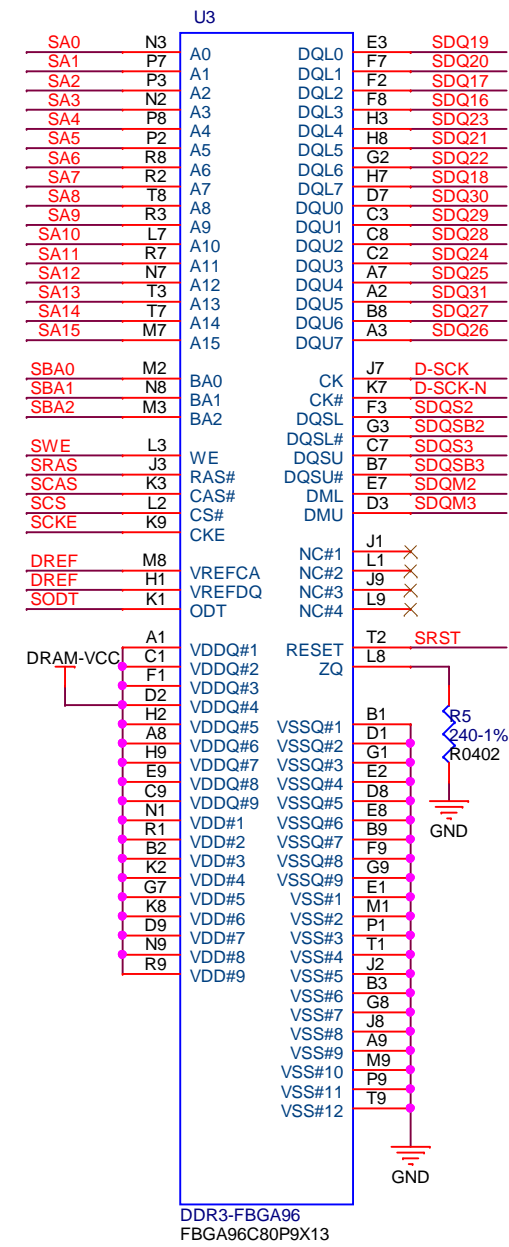 U3
SA0 N3 A0 DQL0 E3 SDQ19
SA1 P7 A1 DQL1 F7 SDQ20
SA2 P3 A2 DQL2 F2 SDQ17
SA3 N2 A3 DQL3 F8 SDQ16
SA4 P8 A4 DQL4 H3 SDQ23
SA5 P2 A5 DQL5 H8 SDQ21
SA6 R8 A6 DQL6 G2 SDQ22
SA7 R2 A7 DQL7 H7 SDQ18
SA8 T8 A8 DQU0 D7 SDQ30
SA9 R3 A9 DQU1 C3 SDQ29
SA10 L7 A10 DQU2 C8 SDQ28
SA11 R7 A11 DQU3 C2 SDQ24
SA12 N7 A12 DQU4 A7 SDQ25
SA13 T3 A13 DQU5 A2 SDQ31
SA14 T7 A14 DQU6 B8 SDQ27
SA15 M7 A15 DQU7 A3 SDQ26
SBA0 M2 BA0 CK J7 D-SCK
SBA1 N8 BA1 CK# K7 D-SCK-N
SBA2 M3 BA2 DQSL F3 SDQS2
DQSL# G3 SDQSB2
SWE L3 WE DQSU C7 SDQS3
SRAS J3 RAS# DQSU# B7 SDQSB3
SCAS K3 CAS# DML E7 SDQM2
SCS L2 CS# DMU D3 SDQM3
SCKE K9 CKE
NC#1 J1
DREF M8 VREFCA NC#2 L1
DREF H1 VREFDQ NC#3 J9
SODT K1 ODT NC#4 L9
A1 VDDQ#1 RESET T2 SRST
DRAM-VCC C1 VDDQ#2 ZQ L8
F1 VDDQ#3
D2 VDDQ#4
H2 VDDQ#5 VSSQ#1 B1 R5
A8 VDDQ#6 VSSQ#2 D1 240-1%
H9 VDDQ#7 VSSQ#3 G1 R0402
E9 VDDQ#8 VSSQ#4 E2
C9 VDDQ#9 VSSQ#5 D8
N1 VDD#1 VSSQ#6 E8 GND
R1 VDD#2 VSSQ#7 B9
B2 VDD#3 VSSQ#8 F9
K2 VDD#4 VSSQ#9 G9
G7 VDD#5 VSS#1 E1
K8 VDD#6 VSS#2 M1
D9 VDD#7 VSS#3 P1
N9 VDD#8 VSS#4 T1
R9 VDD#9 VSS#5 J2
VSS#6 B3
VSS#7 G8
VSS#8 J8
VSS#9 A9
VSS#10 M9
VSS#11 P9
VSS#12 T9
GND
DDR3-FBGA96
FBGA96C80P9X13